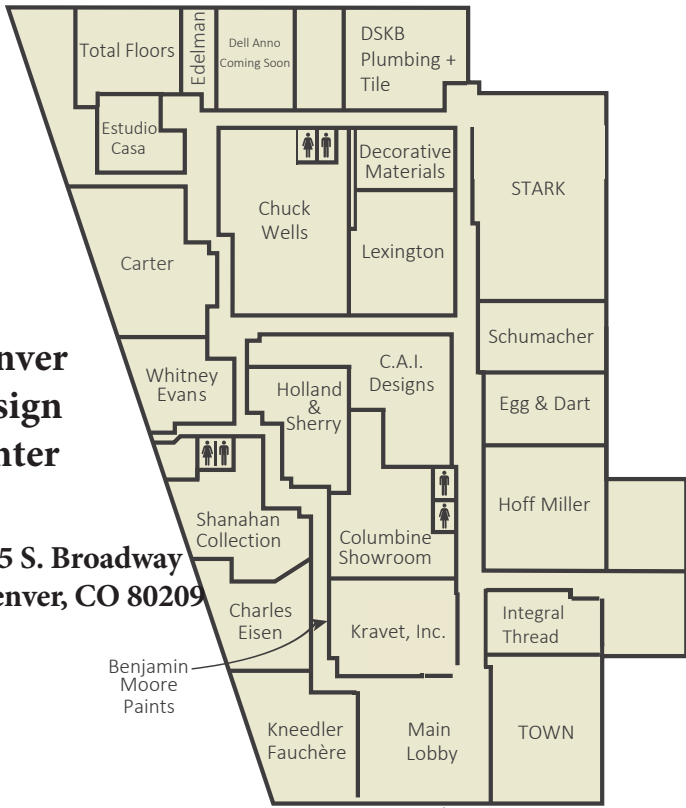 Total Floors
Edelman
Dell Anno
Coming Soon
DSKB
Plumbing +
Tile
Estudio
Casa
Decorative
Materials
STARK
Chuck
Wells
Lexington
Carter
Schumacher
nver
sign
nter
Whitney
Evans
C.A.I.
Designs
Holland
&
Sherry
Egg & Dart
Hoff Miller
Shanahan
Collection
Columbine
Showroom
5 S. Broadway
enver, CO 80209
Charles
Eisen
Kravet, Inc.
Integral
Thread
Benjamin
Moore
Paints
Kneedler
Fauchère
Main
Lobby
TOWN